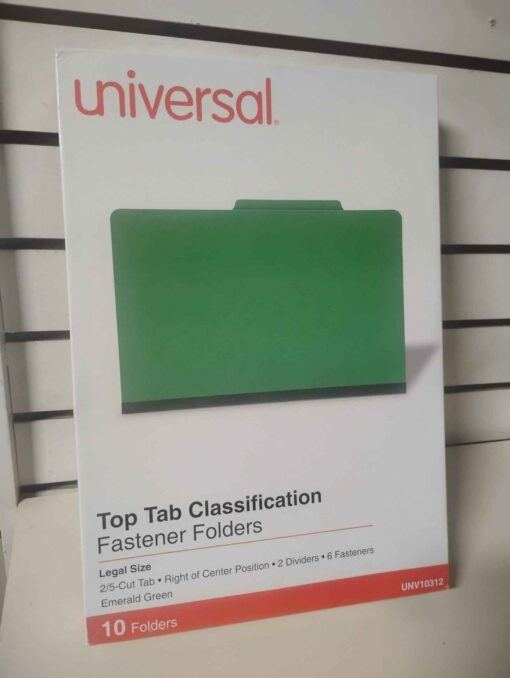 universal®
Top Tab Classification
Fastener Folders
Legal Size
2/5-Cut Tab • Right of Center Position • 2 Dividers • 6 Fasteners
Emerald Green
UNV10312
10 Folders